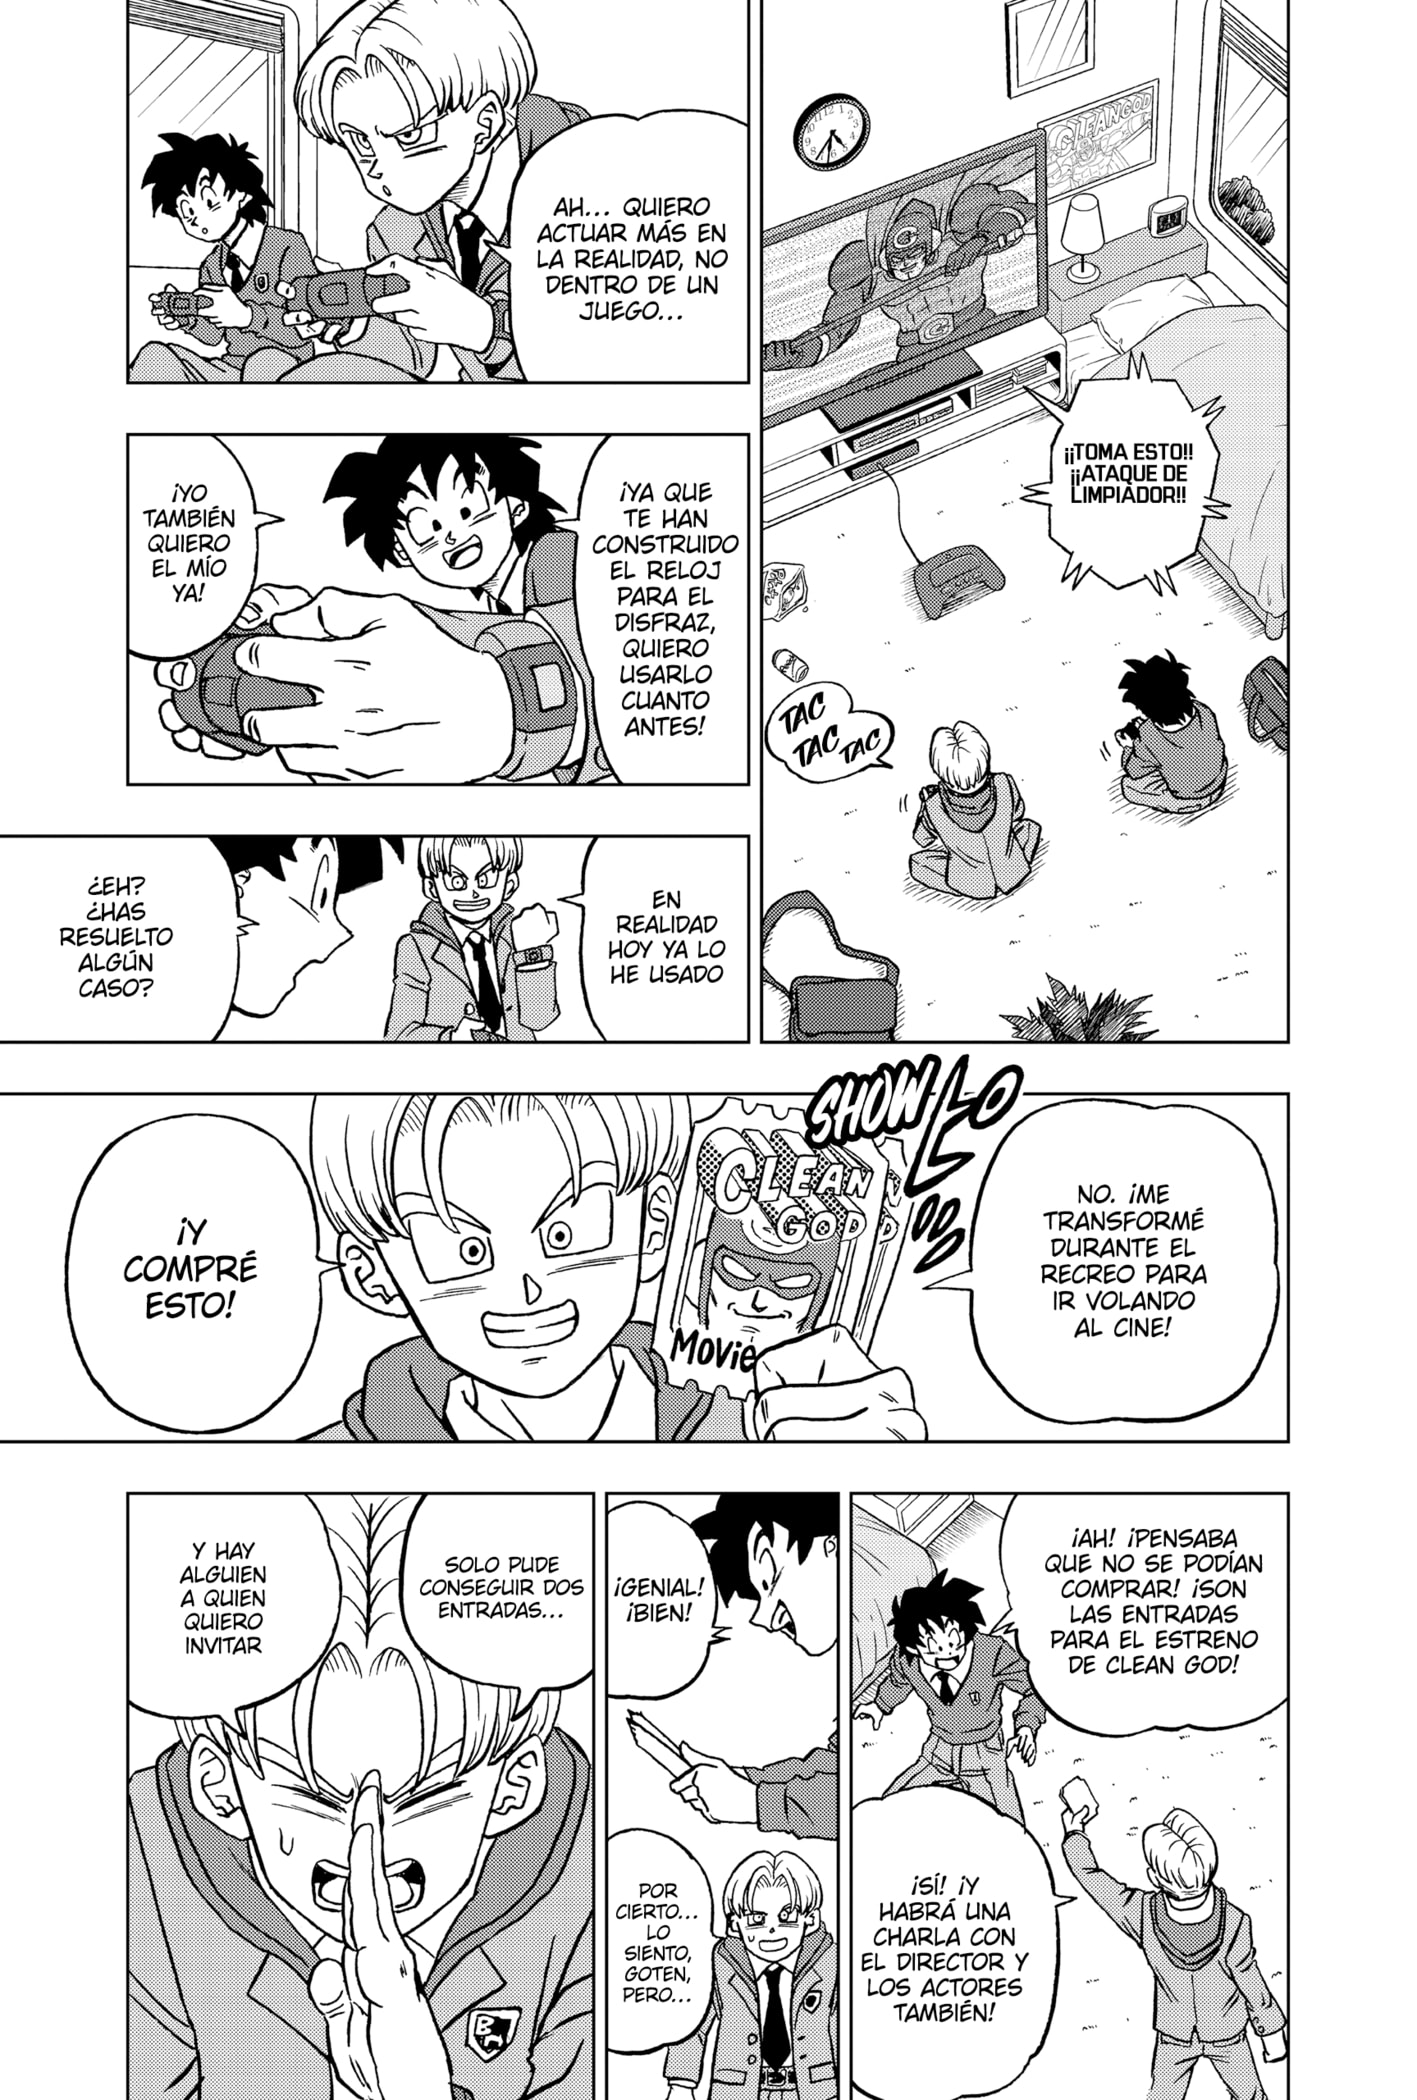 CLEANGOD
¡¡TOMA ESTO!!
¡¡ATAQUE DE
LIMPIADOR!!
TAC
TAC
TAC
AH... QUIERO
ACTUAR MÁS EN
LA REALIDAD, NO
DENTRO DE UN
JUEGO...
¡YA QUE
TE HAN
CONSTRUIDO
EL RELOJ
PARA EL
DISFRAZ,
QUIERO
USARLO
CUANTO
ANTES!
¡YO
TAMBIÉN
QUIERO
EL MÍO
YA!
EN
REALIDAD
HOY YA LO
HE USADO
¿EH?
¿HAS
RESUELTO
ALGÚN
CASO?
NO. ¡ME
TRANSFORMÉ
DURANTE EL
RECREO PARA
IR VOLANDO
AL CINE!
SHOW
CLEAN
GOD
MOViE
¡Y
COMPRÉ
ESTO!
¡AH! ¡PENSABA
QUE NO SE PODÍAN
COMPRAR! ¡SON
LAS ENTRADAS
PARA EL ESTRENO
DE CLEAN GOD!
¡SÍ! ¡Y
HABRÁ UNA
CHARLA CON
EL DIRECTOR Y
LOS ACTORES
TAMBIÉN!
¡GENIAL!
¡BIEN!
POR
CIERTO...
LO
SIENTO,
GOTEN,
PERO...
SOLO PUDE
CONSEGUIR DOS
ENTRADAS...
Y HAY
ALGUIEN
A QUIEN
QUIERO
INVITAR